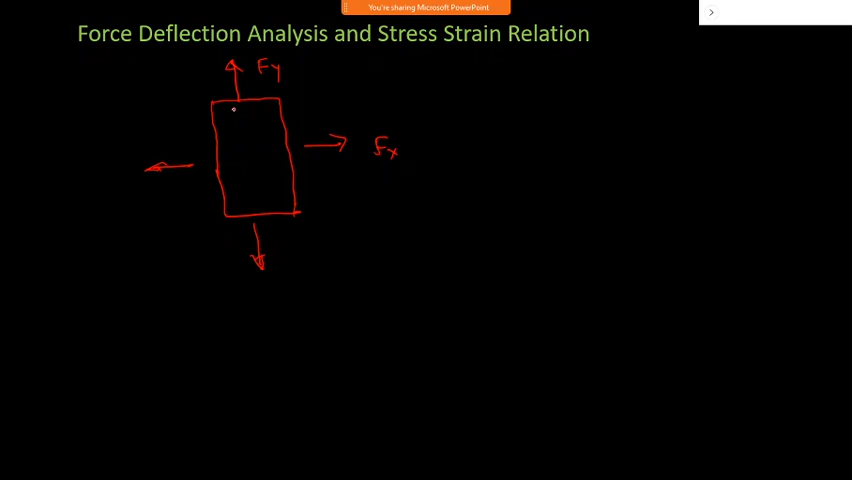 You're sharing Microsoft PowerPoint
Force Deflection Analysis and Stress Strain Relation
Fy
Fx